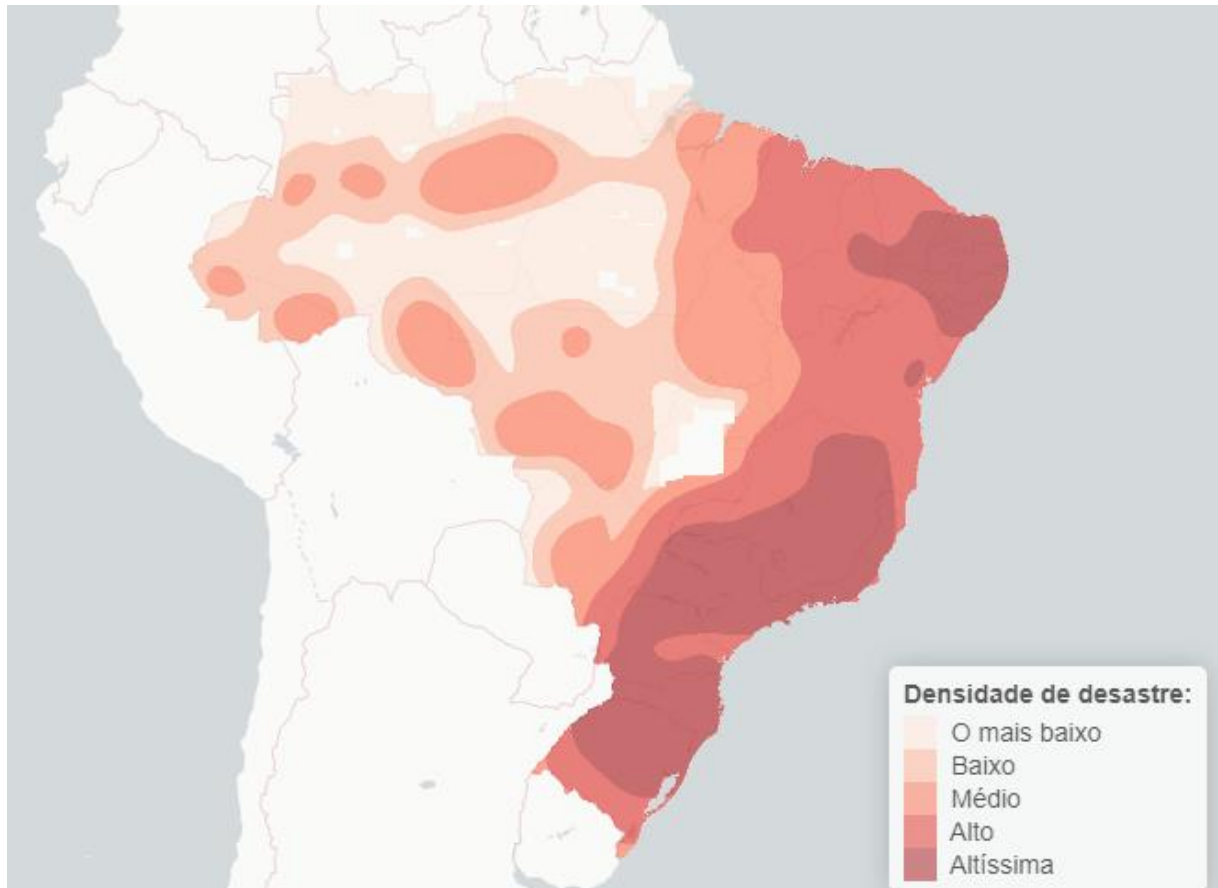 Densidade de desastre:
O mais baixo
Baixo
Médio
Alto
Altíssima